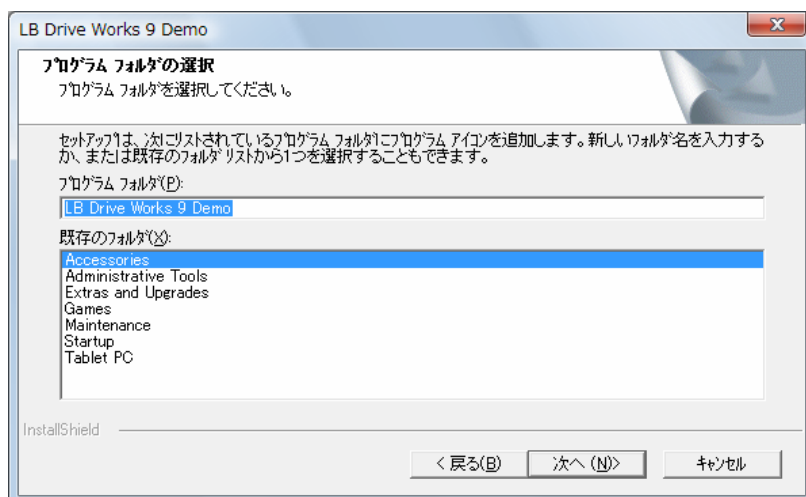 LB Drive Works 9 Demo
プログラム フォルダの選択
プログラム フォルダを選択してください。
セットアップは、次にリストされているプログラム フォルダにプログラム アイコンを追加します。新しいフォルダ名を入力する
か、または既存のフォルダ リストから1つを選択することもできます。
プログラム フォルダ(P):
LB Drive Works 9 Demo
既存のフォルダ(X):
Accessories
Administrative Tools
Extras and Upgrades
Games
Maintenance
Startup
Tablet PC
InstallShield
< 戻る(B)
次へ (N)>
キャンセル